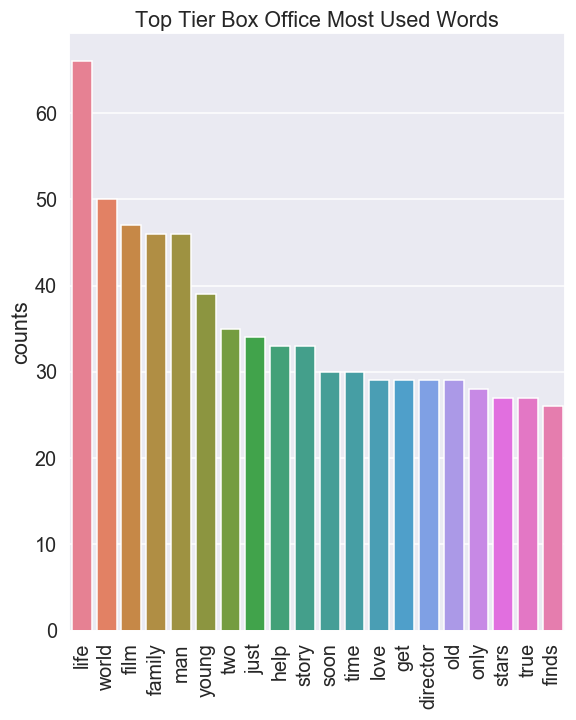 Top Tier Box Office Most Used Words
counts
60
50
40
30
20
10
0
life
world
film
family
man
young
two
just
help
story
soon
time
love
get
director
old
only
stars
true
finds